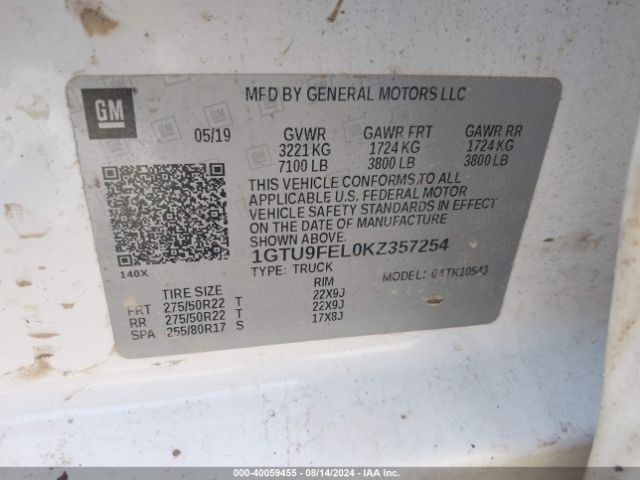 GM
MFD BY GENERAL MOTORS LLC
05/19 GVWR GAWR FRT GAWR RR
3221 KG 1724 KG 1724 KG
7100 LB 3800 LB 3800 LB
THIS VEHICLE CONFORMS TO ALL
APPLICABLE U.S. FEDERAL MOTOR
VEHICLE SAFETY STANDARDS IN EFFECT
ON THE DATE OF MANUFACTURE
SHOWN ABOVE.
1GTU9FEL0KZ357254
140X
TYPE: TRUCK MODEL: 04TK10543
TIRE SIZE RIM
FRT 275/50R22 T 22X9J
RR 275/50R22 T 22X9J
SPA 255/80R17 S 17X8J
000-40059455 - 08/14/2024 - IAA Inc.